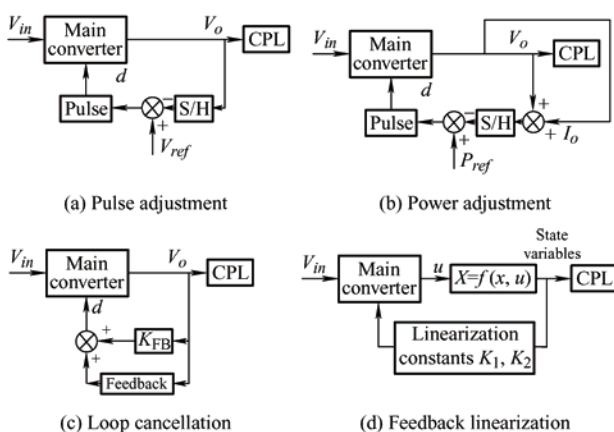 V_in
Main
converter
V_o
CPL
d
Pulse
−
S/H
+
V_ref
(a) Pulse adjustment
V_in
Main
converter
V_o
CPL
d
+
Pulse
−
S/H
+
+ I_o
P_ref
(b) Power adjustment
V_in
Main
converter
V_o
CPL
d
+
K_FB
+
Feedback
(c) Loop cancellation
State
variables
V_in
Main
converter
u
X=f(x, u)
CPL
Linearization
constants K_1, K_2
(d) Feedback linearization